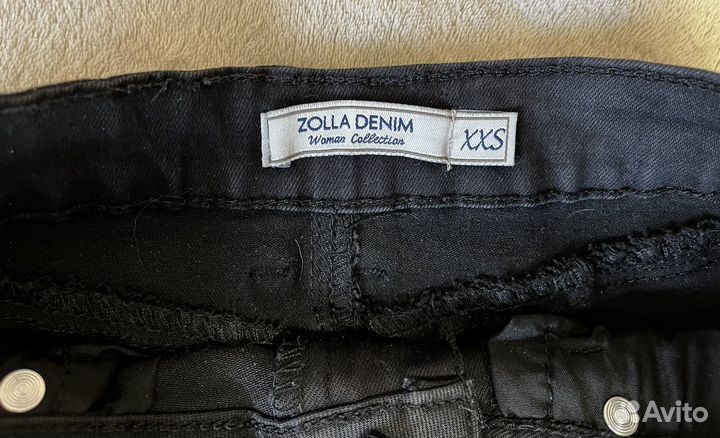 ZOLLA DENIM
Woman Collection
XXS
Avito